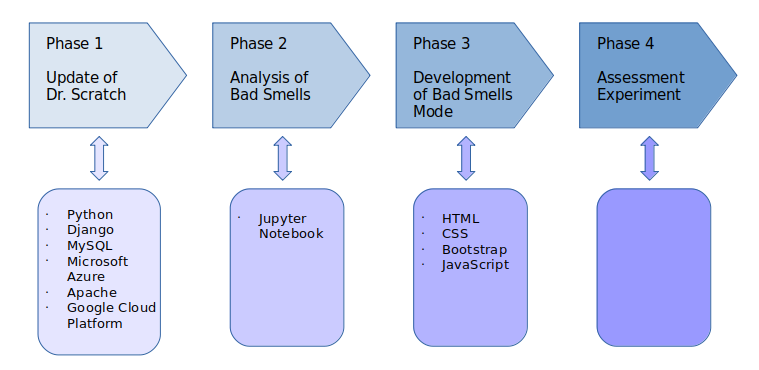 Phase 1
Update of
Dr. Scratch
Phase 2
Analysis of
Bad Smells
Phase 3
Development
of Bad Smells
Mode
Phase 4
Assessment
Experiment
· Python
· Django
· MySQL
· Microsoft
Azure
· Apache
· Google Cloud
Platform
· Jupyter
Notebook
· HTML
· CSS
· Bootstrap
· JavaScript